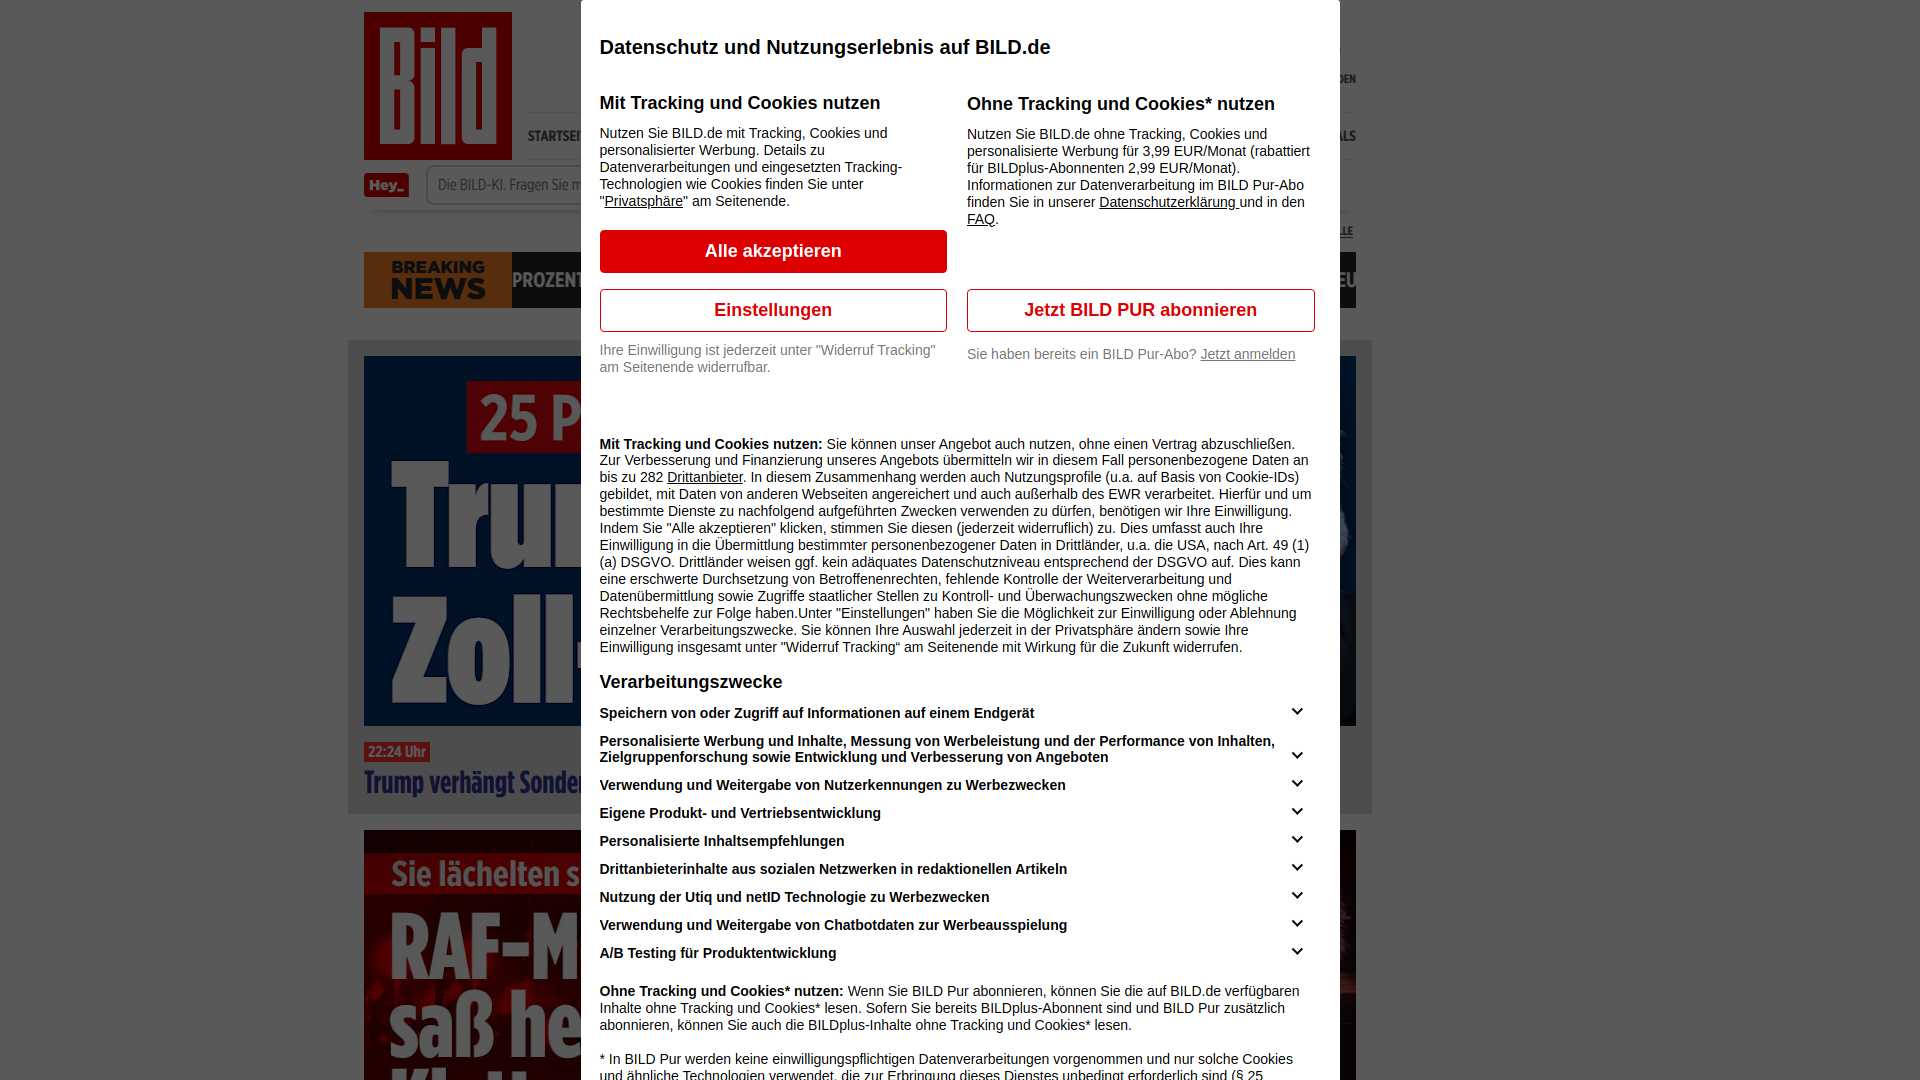 Bild
Datenschutz und Nutzungserlebnis auf BILD.de
Mit Tracking und Cookies nutzen
Nutzen Sie BILD.de mit Tracking, Cookies und
personalisierter Werbung. Details zu
Datenverarbeitungen und eingesetzten Tracking-
Technologien wie Cookies finden Sie unter
"Privatsphäre" am Seitenende.
Alle akzeptieren
Einstellungen
Ihre Einwilligung ist jederzeit unter "Widerruf Tracking"
am Seitenende widerrufbar.
Ohne Tracking und Cookies* nutzen
Nutzen Sie BILD.de ohne Tracking, Cookies und
personalisierte Werbung für 3,99 EUR/Monat (rabattiert
für BILDplus-Abonnenten 2,99 EUR/Monat).
Informationen zur Datenverarbeitung im BILD Pur-Abo
finden Sie in unserer Datenschutzerklärung und in den
FAQ.
Jetzt BILD PUR abonnieren
Sie haben bereits ein BILD Pur-Abo? Jetzt anmelden
Mit Tracking und Cookies nutzen: Sie können unser Angebot auch nutzen, ohne einen Vertrag abzuschließen.
Zur Verbesserung und Finanzierung unseres Angebots übermitteln wir in diesem Fall personenbezogene Daten an
bis zu 282 Drittanbieter. In diesem Zusammenhang werden auch Nutzungsprofile (u.a. auf Basis von Cookie-IDs)
gebildet, mit Daten von anderen Webseiten angereichert und auch außerhalb des EWR verarbeitet. Hierfür und um
bestimmte Dienste zu nachfolgend aufgeführten Zwecken verwenden zu dürfen, benötigen wir Ihre Einwilligung.
Indem Sie "Alle akzeptieren" klicken, stimmen Sie diesen (jederzeit widerruflich) zu. Dies umfasst auch Ihre
Einwilligung in die Übermittlung bestimmter personenbezogener Daten in Drittländer, u.a. die USA, nach Art. 49 (1)
(a) DSGVO. Drittländer weisen ggf. kein adäquates Datenschutzniveau entsprechend der DSGVO auf. Dies kann
eine erschwerte Durchsetzung von Betroffenenrechten, fehlende Kontrolle der Weiterverarbeitung und
Datenübermittlung sowie Zugriffe staatlicher Stellen zu Kontroll- und Überwachungszwecken ohne mögliche
Rechtsbehelfe zur Folge haben.Unter "Einstellungen" haben Sie die Möglichkeit zur Einwilligung oder Ablehnung
einzelner Verarbeitungszwecke. Sie können Ihre Auswahl jederzeit in der Privatsphäre ändern sowie Ihre
Einwilligung insgesamt unter "Widerruf Tracking“ am Seitenende mit Wirkung für die Zukunft widerrufen.
Verarbeitungszwecke
Speichern von oder Zugriff auf Informationen auf einem Endgerät
Personalisierte Werbung und Inhalte, Messung von Werbeleistung und der Performance von Inhalten,
Zielgruppenforschung sowie Entwicklung und Verbesserung von Angeboten
Verwendung und Weitergabe von Nutzerkennungen zu Werbezwecken
Eigene Produkt- und Vertriebsentwicklung
Personalisierte Inhaltsempfehlungen
Drittanbieterinhalte aus sozialen Netzwerken in redaktionellen Artikeln
Nutzung der Utiq und netID Technologie zu Werbezwecken
Verwendung und Weitergabe von Chatbotdaten zur Werbeausspielung
A/B Testing für Produktentwicklung
Ohne Tracking und Cookies* nutzen: Wenn Sie BILD Pur abonnieren, können Sie die auf BILD.de verfügbaren
Inhalte ohne Tracking und Cookies* lesen. Sofern Sie bereits BILDplus-Abonnent sind und BILD Pur zusätzlich
abonnieren, können Sie auch die BILDplus-Inhalte ohne Tracking und Cookies* lesen.
* In BILD Pur werden keine einwilligungspflichtigen Datenverarbeitungen vorgenommen und nur solche Cookies
und ähnliche Technologien verwendet, die zur Erbringung dieses Dienstes unbedingt erforderlich sind (§ 25
STARTSEI
ALS
Hey_
Die BILD-KI. Fragen Sie m
BREAKING
NEWS
PROZENT
EU
25 P
Trum
Zoll
22:24 Uhr
Trump verhängt Sonder
Sie lächelten s
RAF-M
saß he